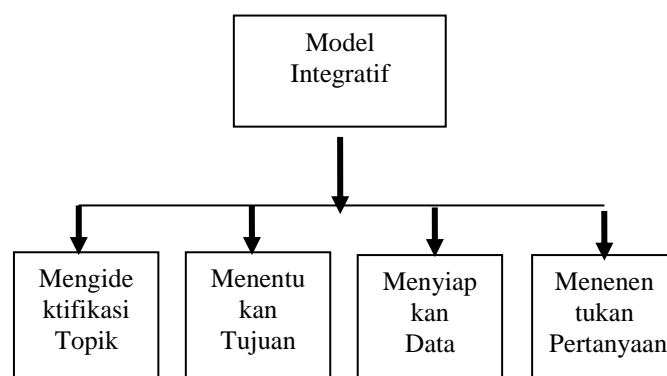 Model
Integratif
Mengide
ktifikasi
Topik
Menentu
kan
Tujuan
Menyiap
kan
Data
Menenen
tukan
Pertanyaan